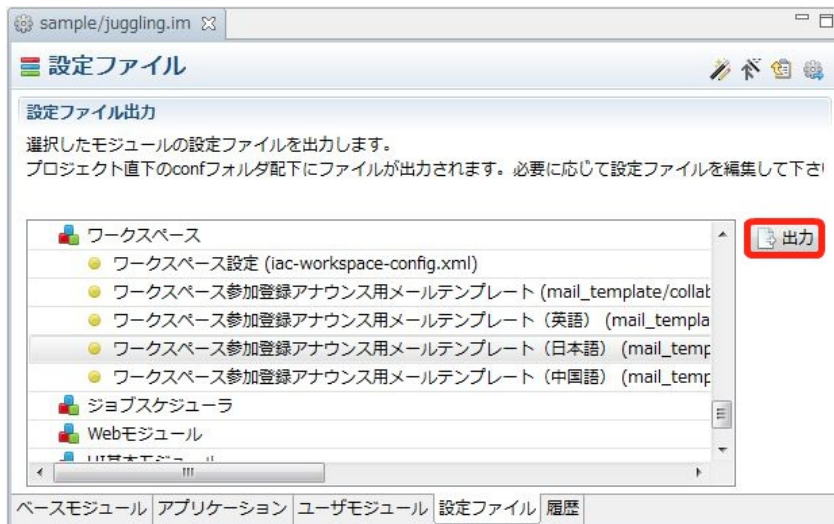 sample/juggling.im
設定ファイル
設定ファイル出力
選択したモジュールの設定ファイルを出力します。
プロジェクト直下のconfフォルダ配下にファイルが出力されます。必要に応じて設定ファイルを編集して下さ
ワークスペース
出力
ワークスペース設定 (iac-workspace-config.xml)
ワークスペース参加登録アナウンス用メールテンプレート (mail_template/collab
ワークスペース参加登録アナウンス用メールテンプレート（英語） (mail_templa
ワークスペース参加登録アナウンス用メールテンプレート（日本語） (mail_temp
ワークスペース参加登録アナウンス用メールテンプレート（中国語） (mail_temp
ジョブスケジューラ
Webモジュール
ベースモジュール アプリケーション ユーザモジュール 設定ファイル 履歴